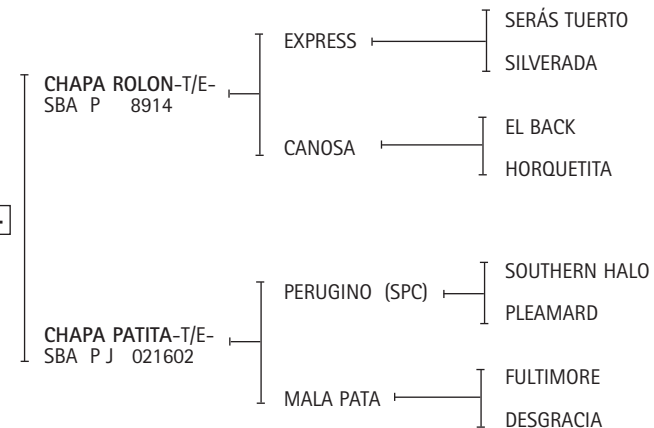 SERÁS TUERTO
EXPRESS
SILVERADA
CHAPA ROLON-T/E-
SBA P 8914
EL BACK
CANOSA
HORQUETITA
SOUTHERN HALO
PERUGINO (SPC)
PLEAMARD
CHAPA PATITA-T/E-
SBA P J 021602
FULTIMORE
MALA PATA
DESGRACIA